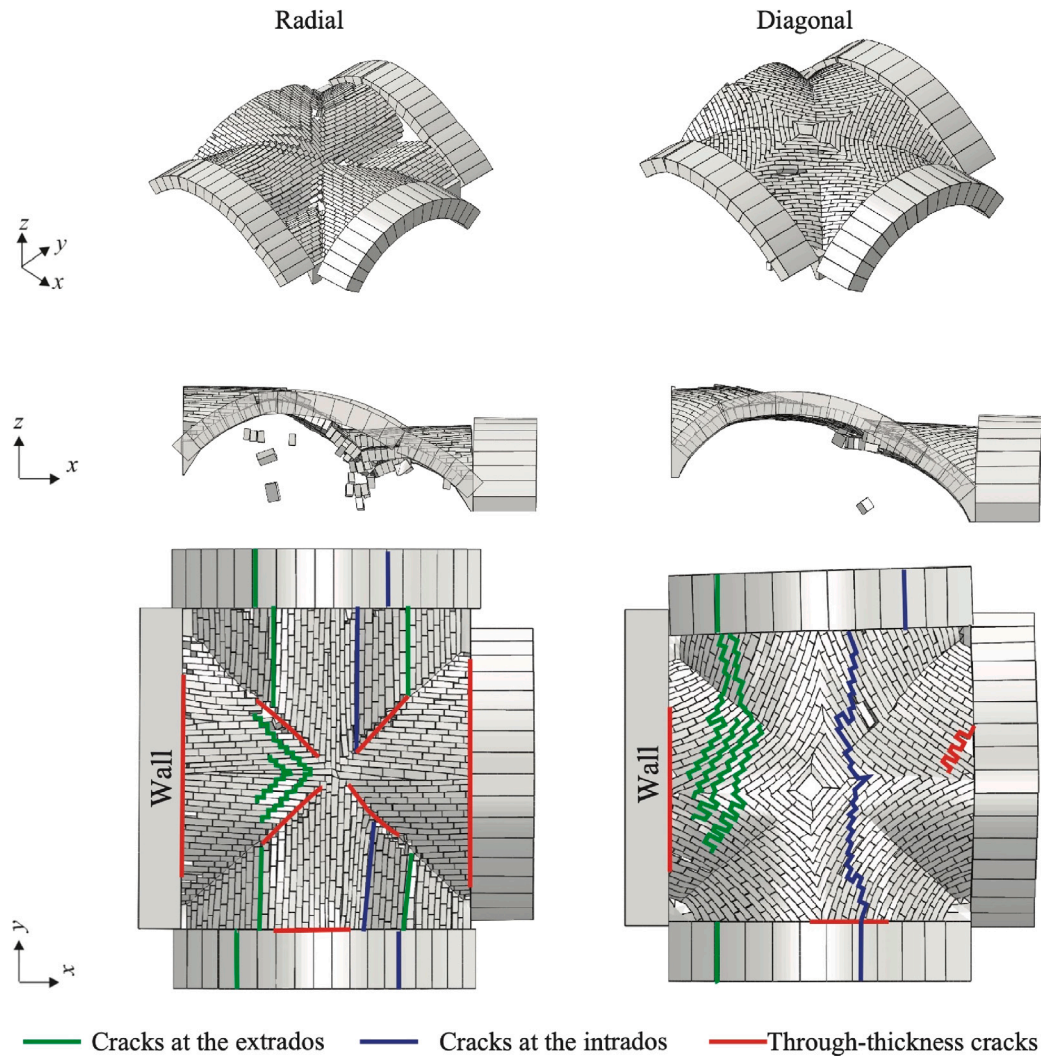 Radial
Diagonal
z
y
x
z
x
Wall
Wall
y
x
Cracks at the extrados
Cracks at the intrados
Through-thickness cracks